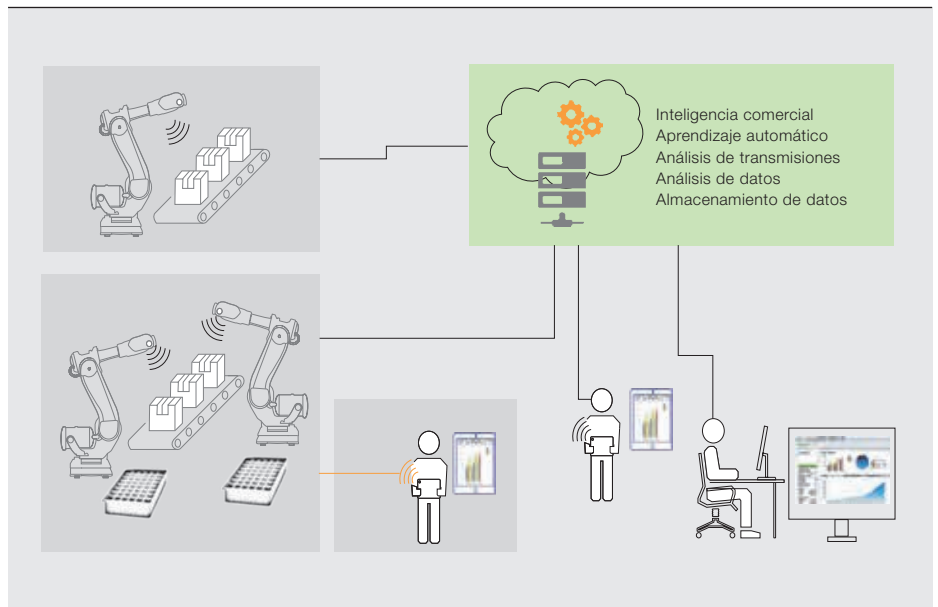 Inteligencia comercial
Aprendizaje automático
Análisis de transmisiones
Análisis de datos
Almacenamiento de datos